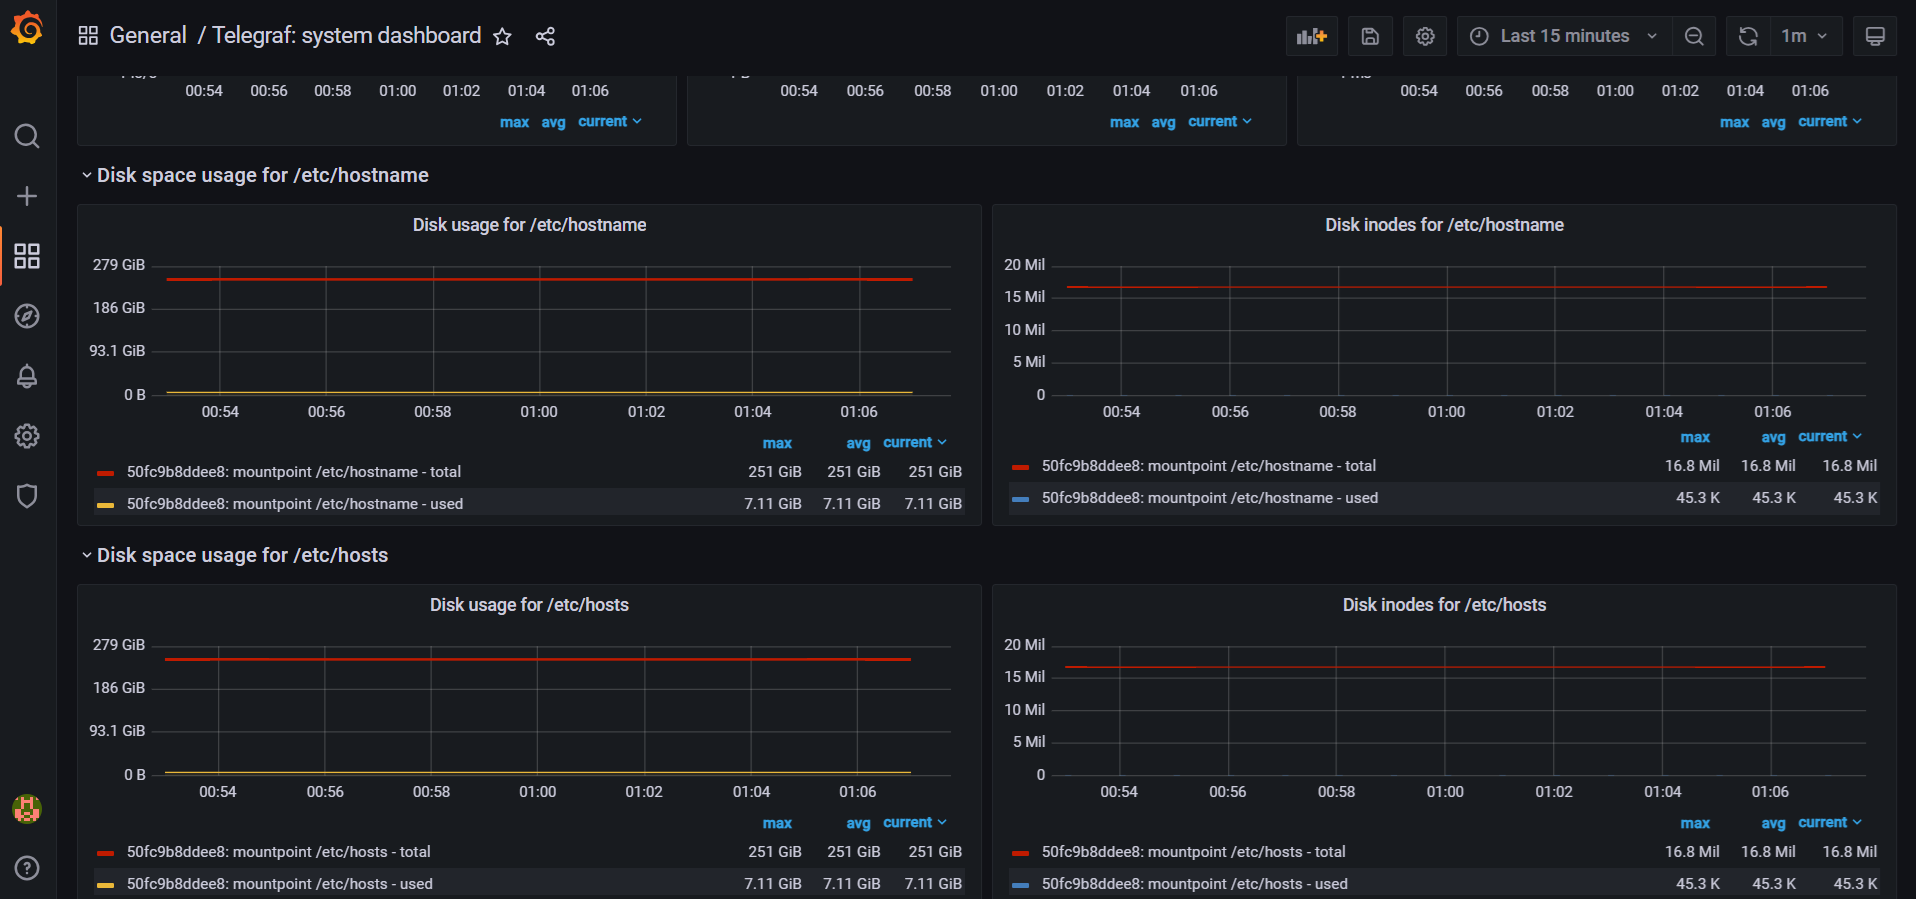 General / Telegraf: system dashboard
Last 15 minutes
1m
00:54 00:56 00:58 01:00 01:02 01:04 01:06
max avg current
00:54 00:56 00:58 01:00 01:02 01:04 01:06
max avg current
00:54 00:56 00:58 01:00 01:02 01:04 01:06
max avg current
Disk space usage for /etc/hostname
Disk usage for /etc/hostname
279 GiB
186 GiB
93.1 GiB
0 B
00:54 00:56 00:58 01:00 01:02 01:04 01:06
max avg current
50fc9b8ddee8: mountpoint /etc/hostname - total 251 GiB 251 GiB 251 GiB
50fc9b8ddee8: mountpoint /etc/hostname - used 7.11 GiB 7.11 GiB 7.11 GiB
Disk inodes for /etc/hostname
20 Mil
15 Mil
10 Mil
5 Mil
0
00:54 00:56 00:58 01:00 01:02 01:04 01:06
max avg current
50fc9b8ddee8: mountpoint /etc/hostname - total 16.8 Mil 16.8 Mil 16.8 Mil
50fc9b8ddee8: mountpoint /etc/hostname - used 45.3 K 45.3 K 45.3 K
Disk space usage for /etc/hosts
Disk usage for /etc/hosts
279 GiB
186 GiB
93.1 GiB
0 B
00:54 00:56 00:58 01:00 01:02 01:04 01:06
max avg current
50fc9b8ddee8: mountpoint /etc/hosts - total 251 GiB 251 GiB 251 GiB
50fc9b8ddee8: mountpoint /etc/hosts - used 7.11 GiB 7.11 GiB 7.11 GiB
Disk inodes for /etc/hosts
20 Mil
15 Mil
10 Mil
5 Mil
0
00:54 00:56 00:58 01:00 01:02 01:04 01:06
max avg current
50fc9b8ddee8: mountpoint /etc/hosts - total 16.8 Mil 16.8 Mil 16.8 Mil
50fc9b8ddee8: mountpoint /etc/hosts - used 45.3 K 45.3 K 45.3 K